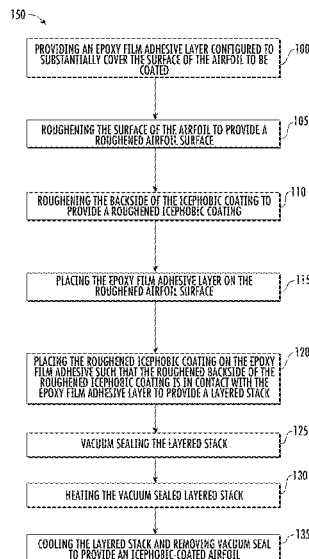 150
PROVIDING AN EPOXY FILM ADHESIVE LAYER CONFIGURED TO
SUBSTANTIALLY COVER THE SURFACE OF THE AIRFOIL TO BE
COATED
100
ROUGHENING THE SURFACE OF THE AIRFOIL TO PROVIDE A
ROUGHENED AIRFOIL SURFACE
105
ROUGHENING THE BACKSIDE OF THE ICEPHOBIC COATING TO
PROVIDE A ROUGHENED ICEPHOBIC COATING
110
PLACING THE EPOXY FILM ADHESIVE LAYER ON THE
ROUGHENED AIRFOIL SURFACE
115
PLACING THE ROUGHENED ICEPHOBIC COATING ON THE EPOXY
FILM ADHESIVE SUCH THAT THE ROUGHENED BACKSIDE OF THE
ROUGHENED ICEPHOBIC COATING IS IN CONTACT WITH THE
EPOXY FILM ADHESIVE LAYER TO PROVIDE A LAYERED STACK
120
VACUUM SEALING THE LAYERED STACK
125
HEATING THE VACUUM SEALED LAYERED STACK
130
COOLING THE LAYERED STACK AND REMOVING VACUUM SEAL
TO PROVIDE AN ICEPHOBIC-COATED AIRFOIL
135